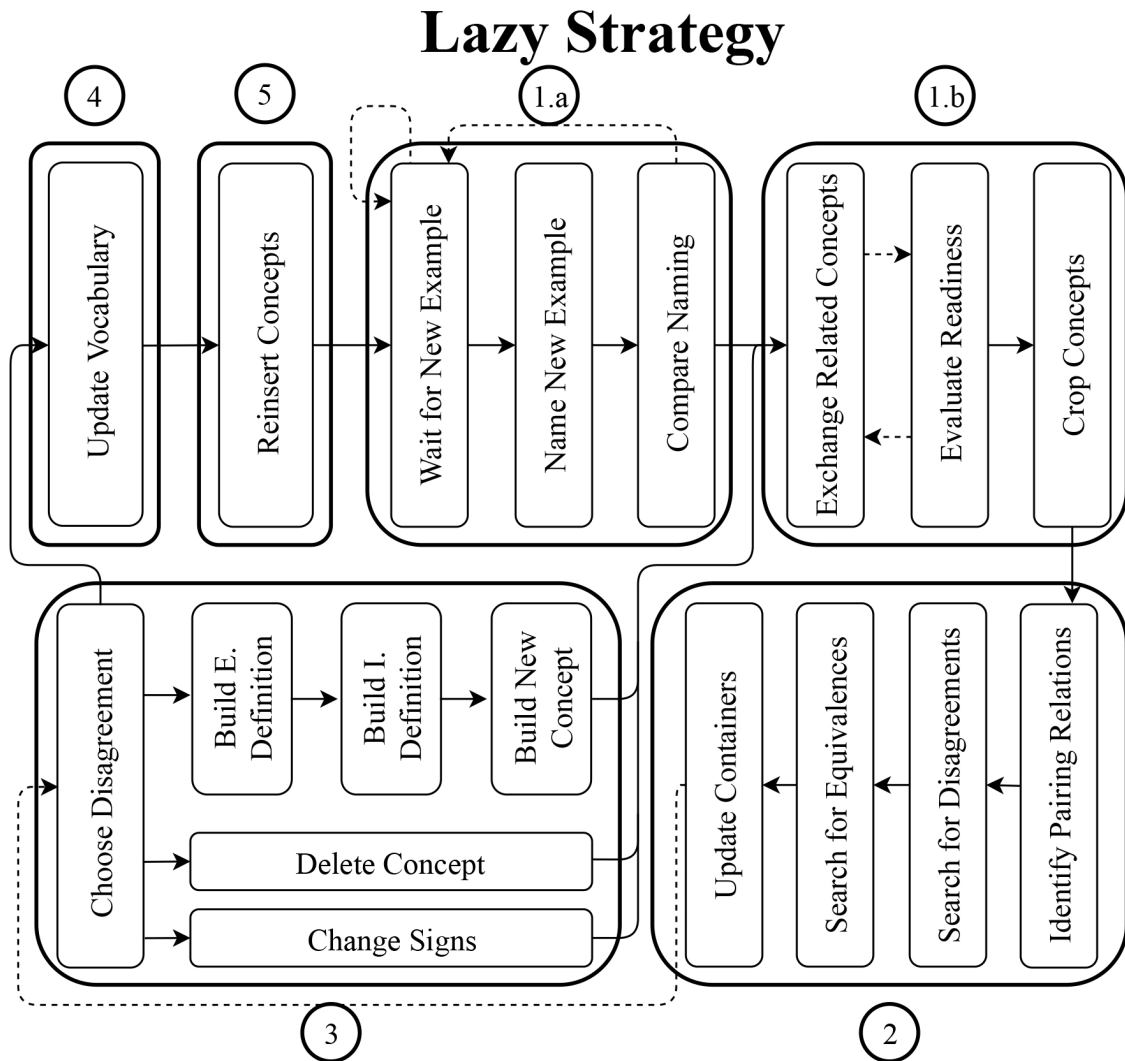 Lazy Strategy
4
5
1.a
1.b
Update Vocabulary
Reinsert Concepts
Wait for New Example
Name New Example
Compare Naming
Exchange Related Concepts
Evaluate Readiness
Crop Concepts
Choose Disagreement
Build E.
Definition
Build I.
Definition
Build New
Concept
Delete Concept
Change Signs
Update Containers
Search for Equivalences
Search for Disagreements
Identify Pairing Relations
3
2